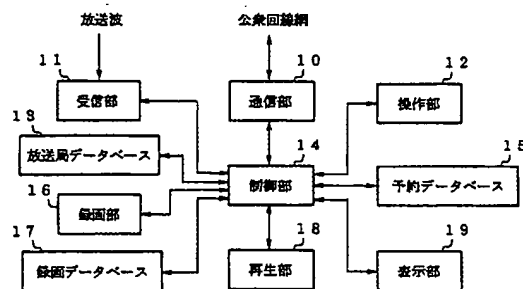 放送波
公衆回線網
11
10
12
受信部
通信部
操作部
13
14
15
放送局データベース
制御部
予約データベース
16
録画部
17
18
19
録画データベース
再生部
表示部